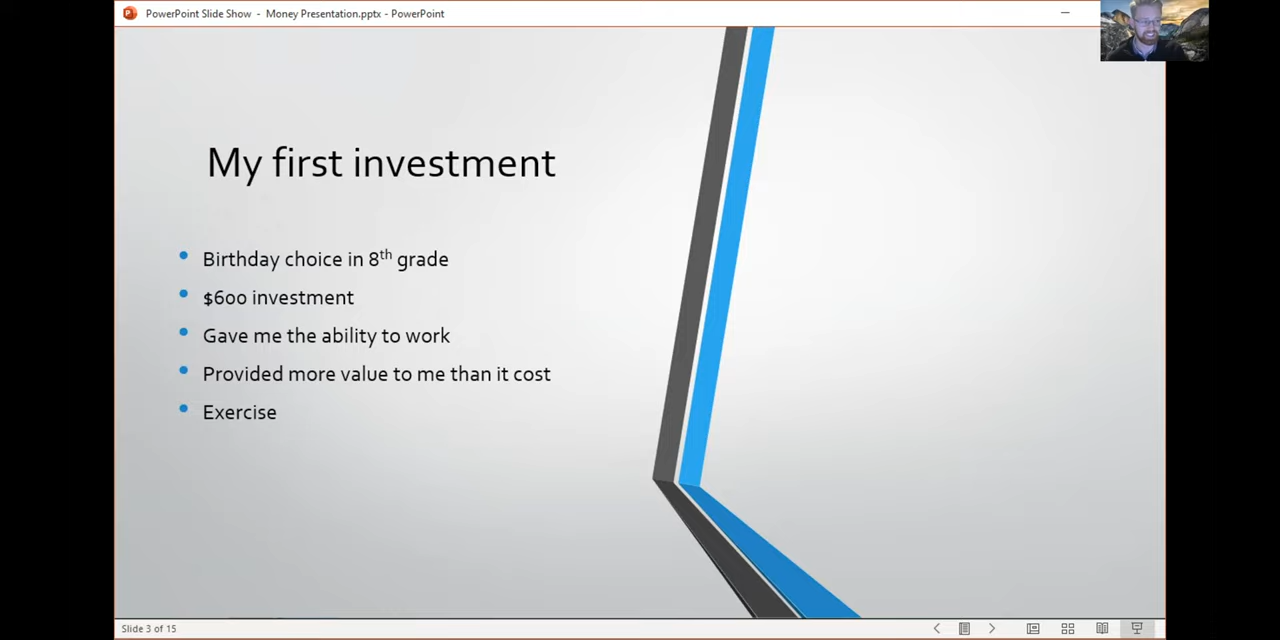 PowerPoint Slide Show - Money Presentation.pptx - PowerPoint
My first investment
Birthday choice in 8th grade
$600 investment
Gave me the ability to work
Provided more value to me than it cost
Exercise
Slide 3 of 15